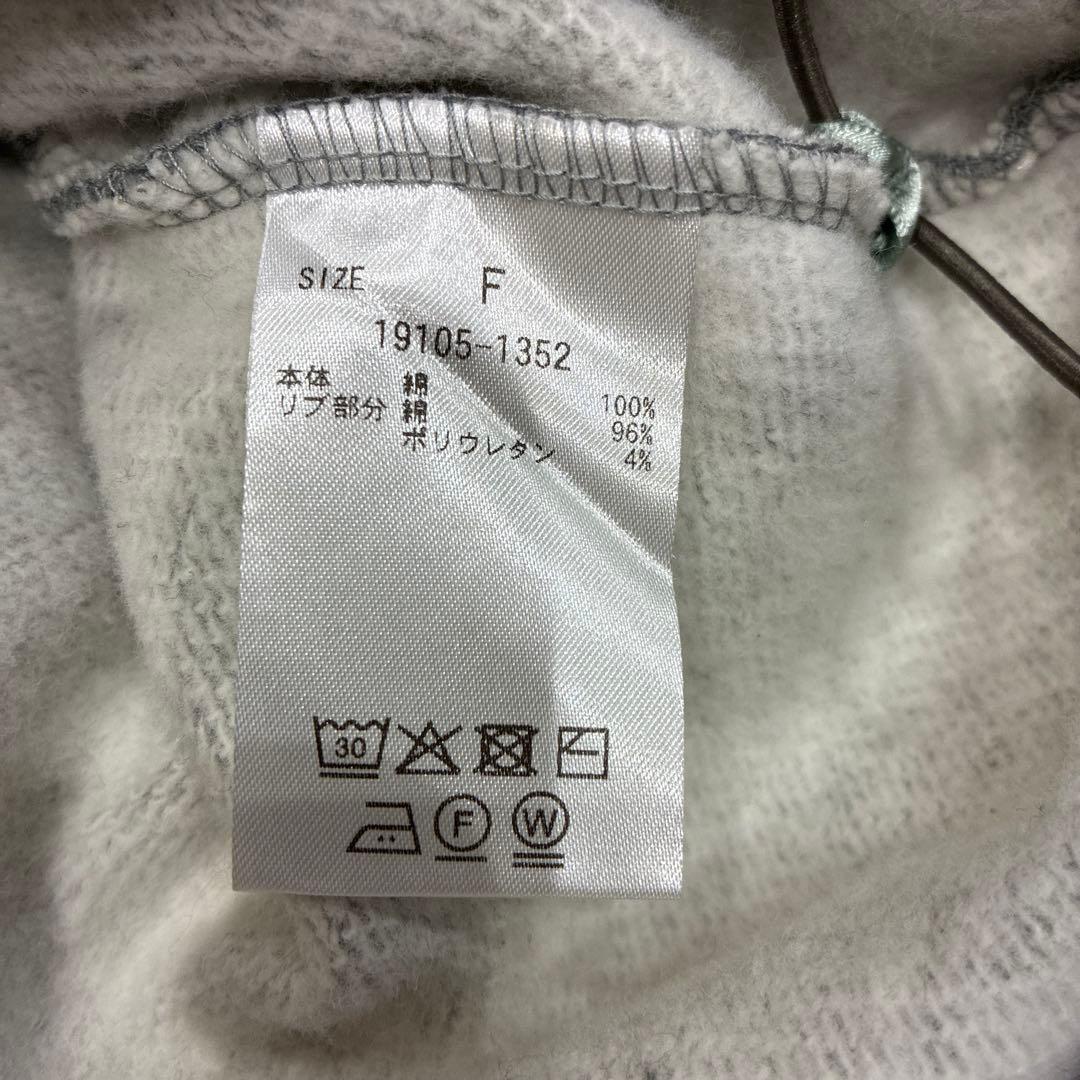 SIZE F
19105-1352
本体 綿 100%
リブ部分 綿 96%
ポリウレタン 4%
30
F W